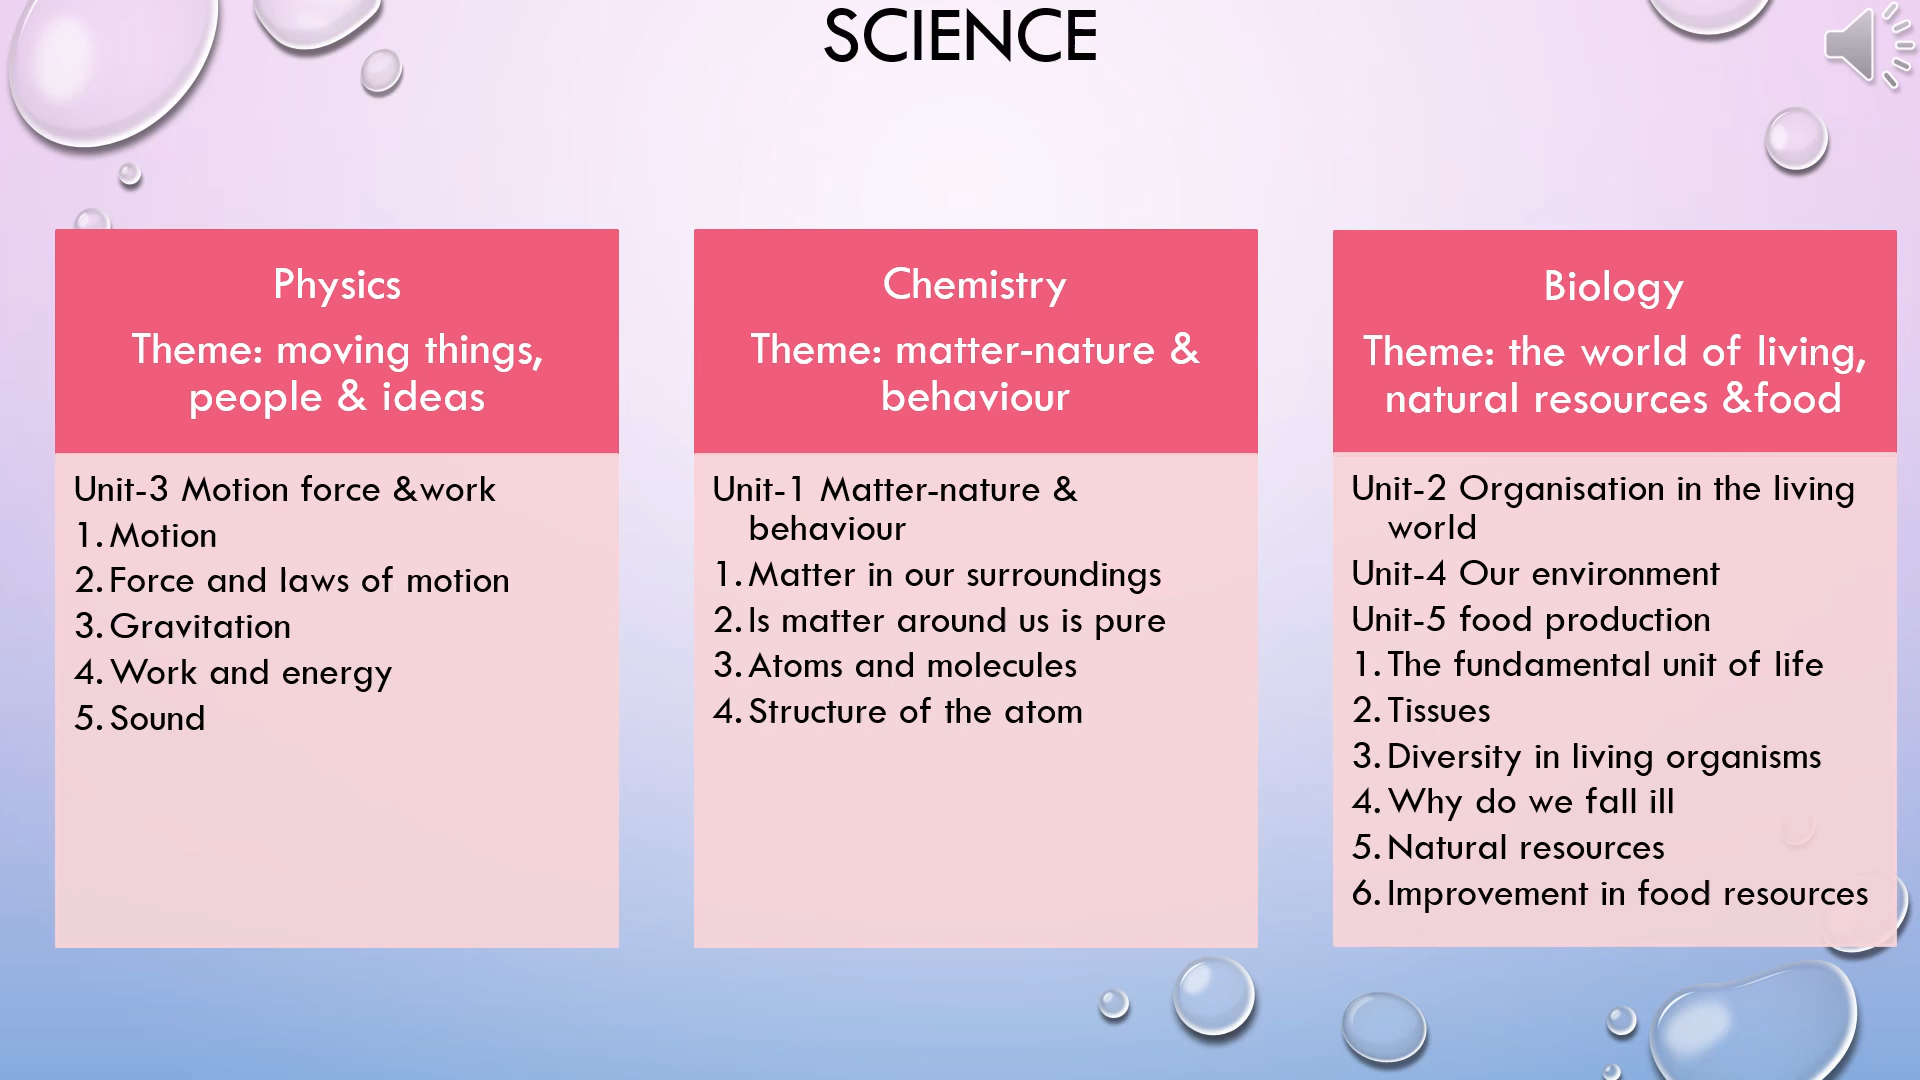 SCIENCE
Physics
Theme: moving things,
people & ideas
Unit-3 Motion force &work
1. Motion
2. Force and laws of motion
3. Gravitation
4. Work and energy
5. Sound
Chemistry
Theme: matter-nature &
behaviour
Unit-1 Matter-nature &
behaviour
1. Matter in our surroundings
2. Is matter around us is pure
3. Atoms and molecules
4. Structure of the atom
Biology
Theme: the world of living,
natural resources &food
Unit-2 Organisation in the living
world
Unit-4 Our environment
Unit-5 food production
1. The fundamental unit of life
2. Tissues
3. Diversity in living organisms
4. Why do we fall ill
5. Natural resources
6. Improvement in food resources